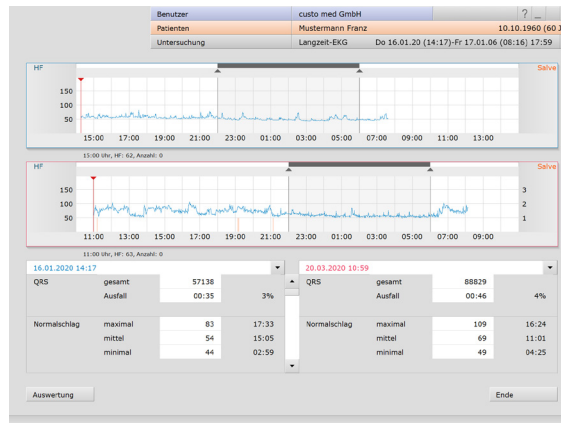 Benutzer custo med GmbH ? _
Patienten Mustermann Franz 10.10.1960 (60 J
Untersuchung Langzeit-EKG Do 16.01.20 (14:17)-Fr 17.01.06 (08:16) 17:59
HF Salve
150
100
50
15:00 17:00 19:00 21:00 23:00 01:00 03:00 05:00 07:00 09:00 11:00 13:00
15:00 Uhr, HF: 62, Anzahl: 0
HF Salve
150 3
100 2
50 1
11:00 13:00 15:00 17:00 19:00 21:00 23:00 01:00 03:00 05:00 07:00 09:00
11:00 Uhr, HF: 63, Anzahl: 0
16.01.2020 14:17 20.03.2020 10:59
QRS gesamt 57138 QRS gesamt 88829
Ausfall 00:35 3% Ausfall 00:46 4%
Normalschlag maximal 83 17:33 Normalschlag maximal 109 16:24
mittel 54 15:05 mittel 69 11:01
minimal 44 02:59 minimal 49 04:25
Auswertung Ende